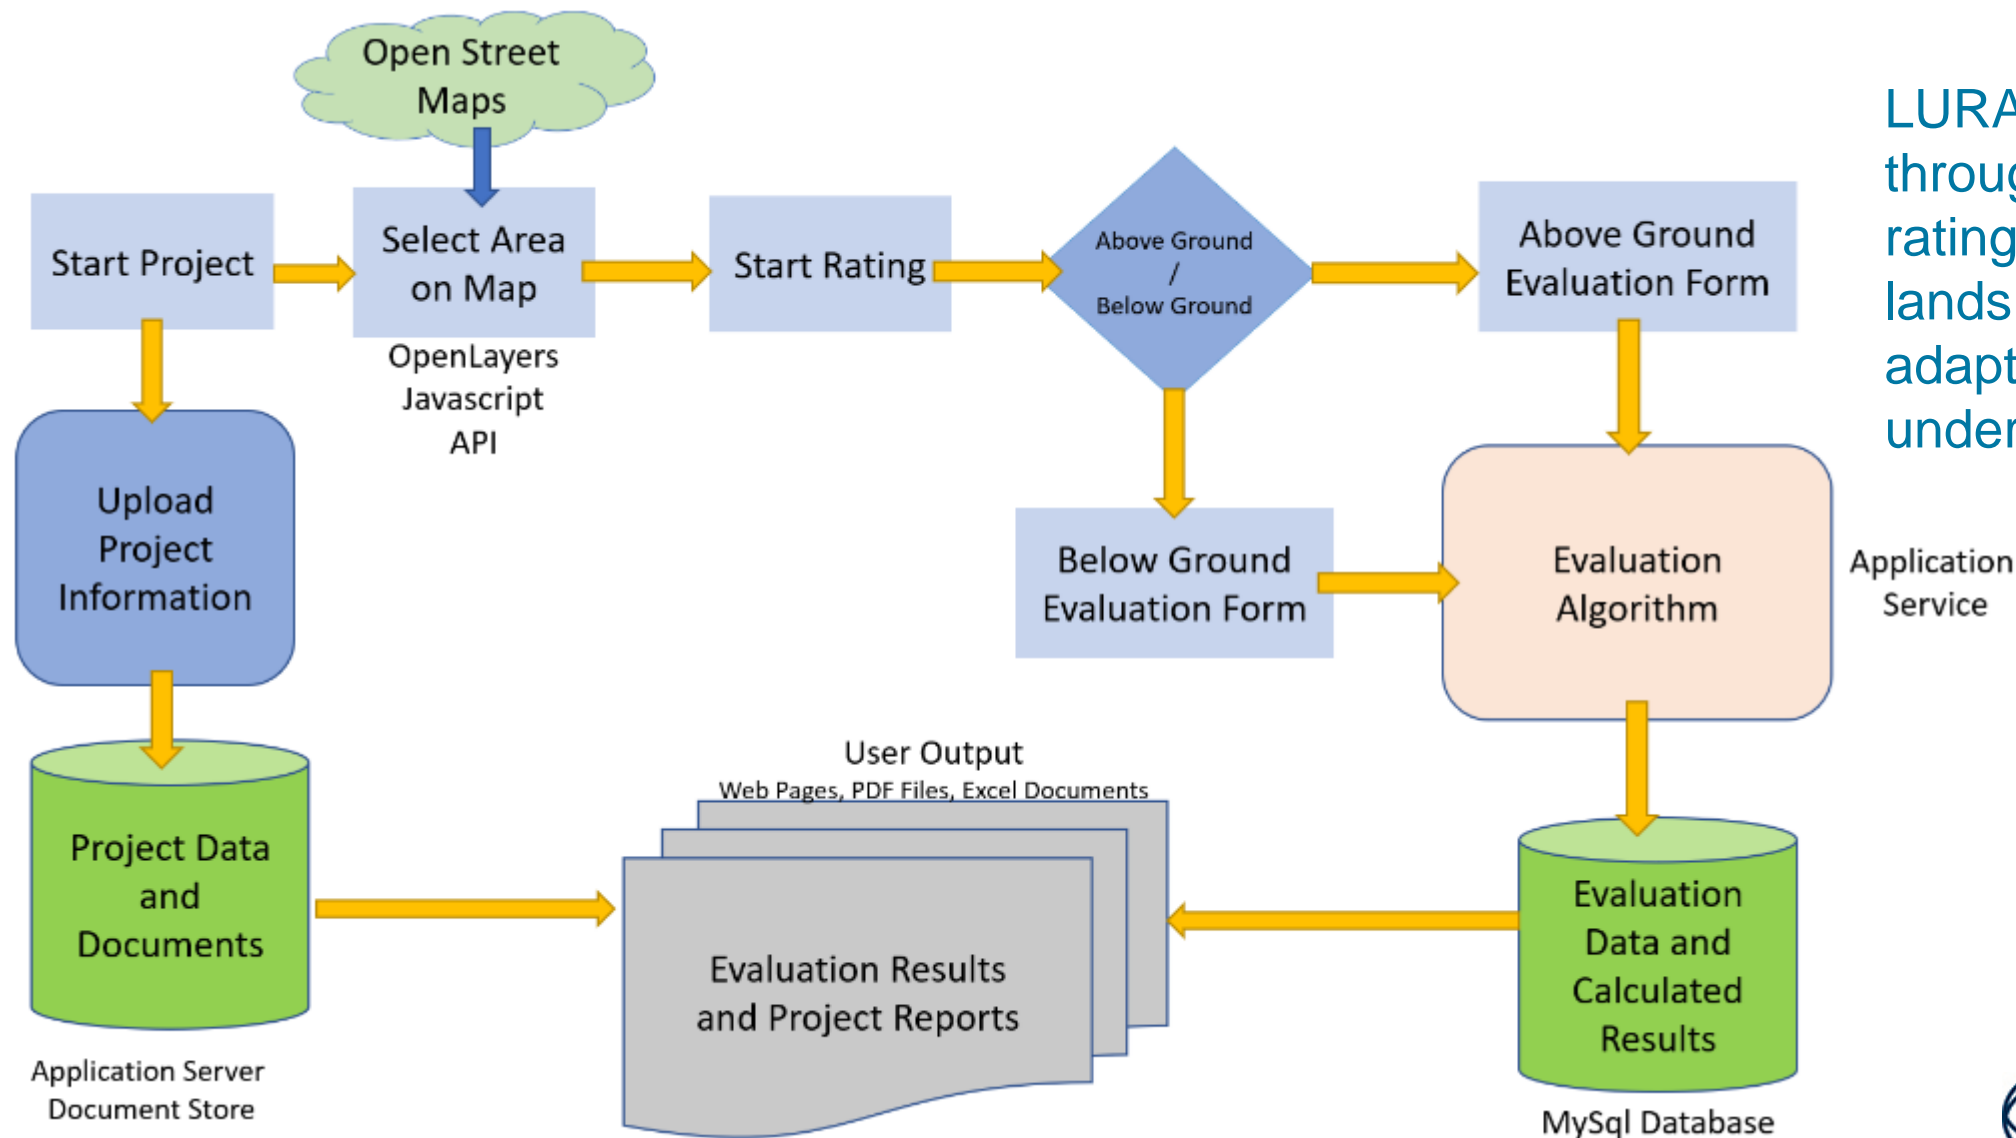 Open Street
Maps
Start Project
Select Area
on Map
OpenLayers
Javascript
API
Start Rating
Above Ground
/
Below Ground
Above Ground
Evaluation Form
Upload
Project
Information
Below Ground
Evaluation Form
Evaluation
Algorithm
Application
Service
Project Data
and
Documents
Application Server
Document Store
User Output
Web Pages, PDF Files, Excel Documents
Evaluation Results
and Project Reports
Evaluation
Data and
Calculated
Results
MySql Database
LURA
throug
rating
lands
adapt
under